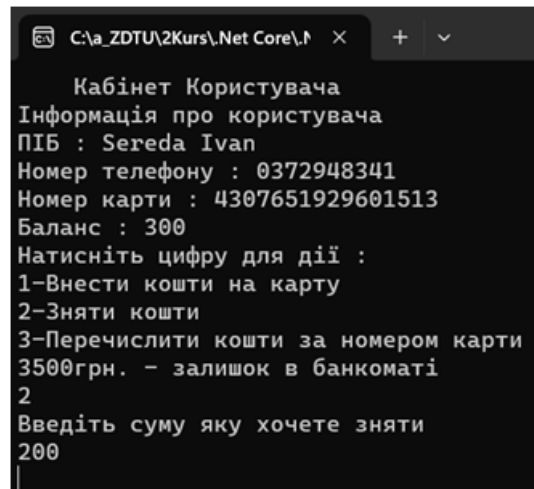 C:\a_ZDTU\2Kurs\.Net Core\.N
Кабінет Користувача
Інформація про користувача
ПІБ : Sereda Ivan
Номер телефону : 0372948341
Номер карти : 4307651929601513
Баланс : 300
Натисніть цифру для дії :
1-Внести кошти на карту
2-Зняти кошти
3-Перечислити кошти за номером карти
3500грн. - залишок в банкоматі
2
Введіть суму яку хочете зняти
200